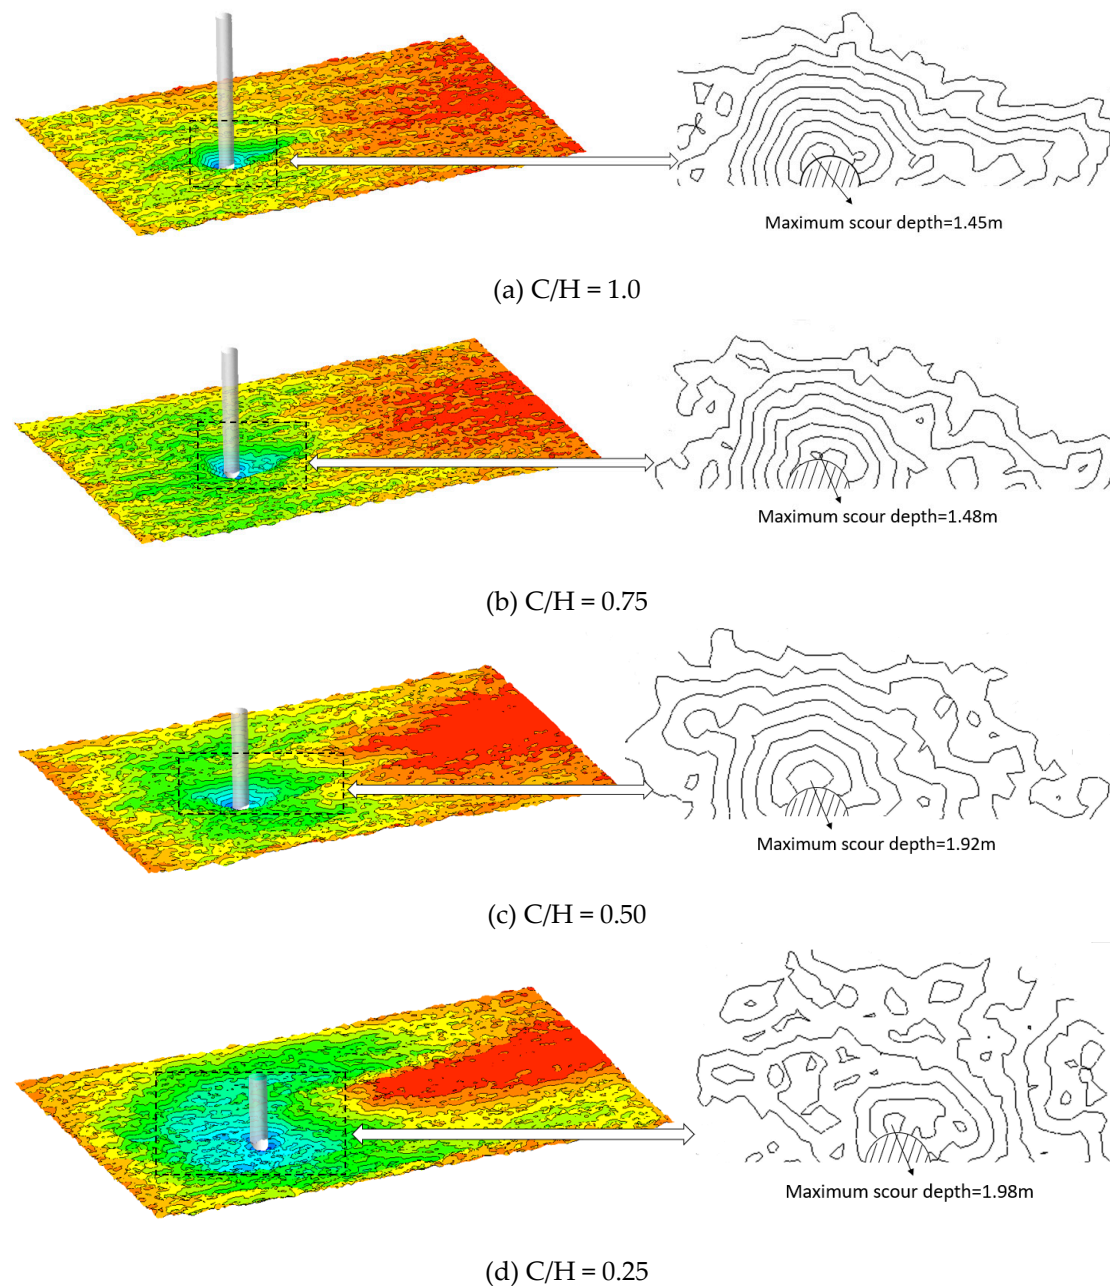 Maximum scour depth=1.45m
(a) C/H = 1.0
Maximum scour depth=1.48m
(b) C/H = 0.75
Maximum scour depth=1.92m
(c) C/H = 0.50
Maximum scour depth=1.98m
(d) C/H = 0.25